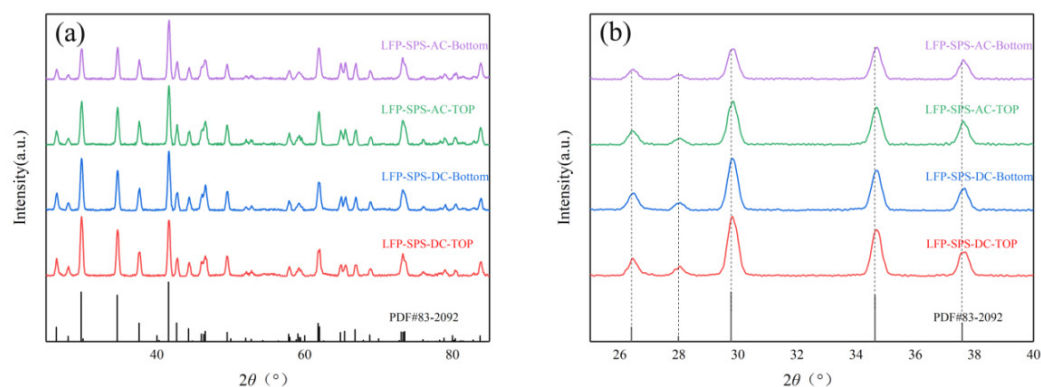 (a)
LFP-SPS-AC-Bottom
LFP-SPS-AC-TOP
LFP-SPS-DC-Bottom
LFP-SPS-DC-TOP
PDF#83-2092
Intensity(a.u.)
40 60 80
2θ (°)
(b)
LFP-SPS-AC-Bottom
LFP-SPS-AC-TOP
LFP-SPS-DC-Bottom
LFP-SPS-DC-TOP
PDF#83-2092
Intensity(a.u.)
26 28 30 32 34 36 38 40
2θ (°)